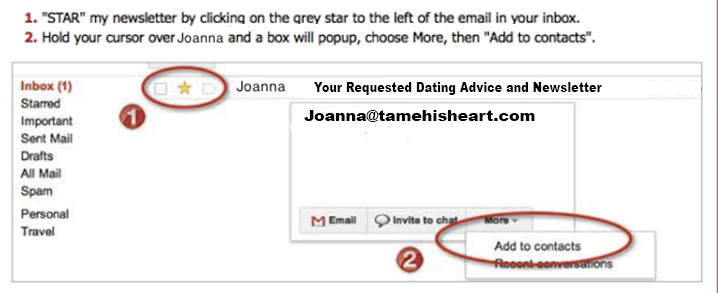 1. "STAR" my newsletter by clicking on the grey star to the left of the email in your inbox.
2. Hold your cursor over Joanna and a box will popup, choose More, then "Add to contacts".
Inbox (1)
Joanna Your Requested Dating Advice and Newsletter
Starred
Important
Sent Mail
Drafts
All Mail
Spam
Personal
Travel
1
Joanna@tamehisheart.com
Email Invite to chat More
2
Add to contacts
Recent conversations